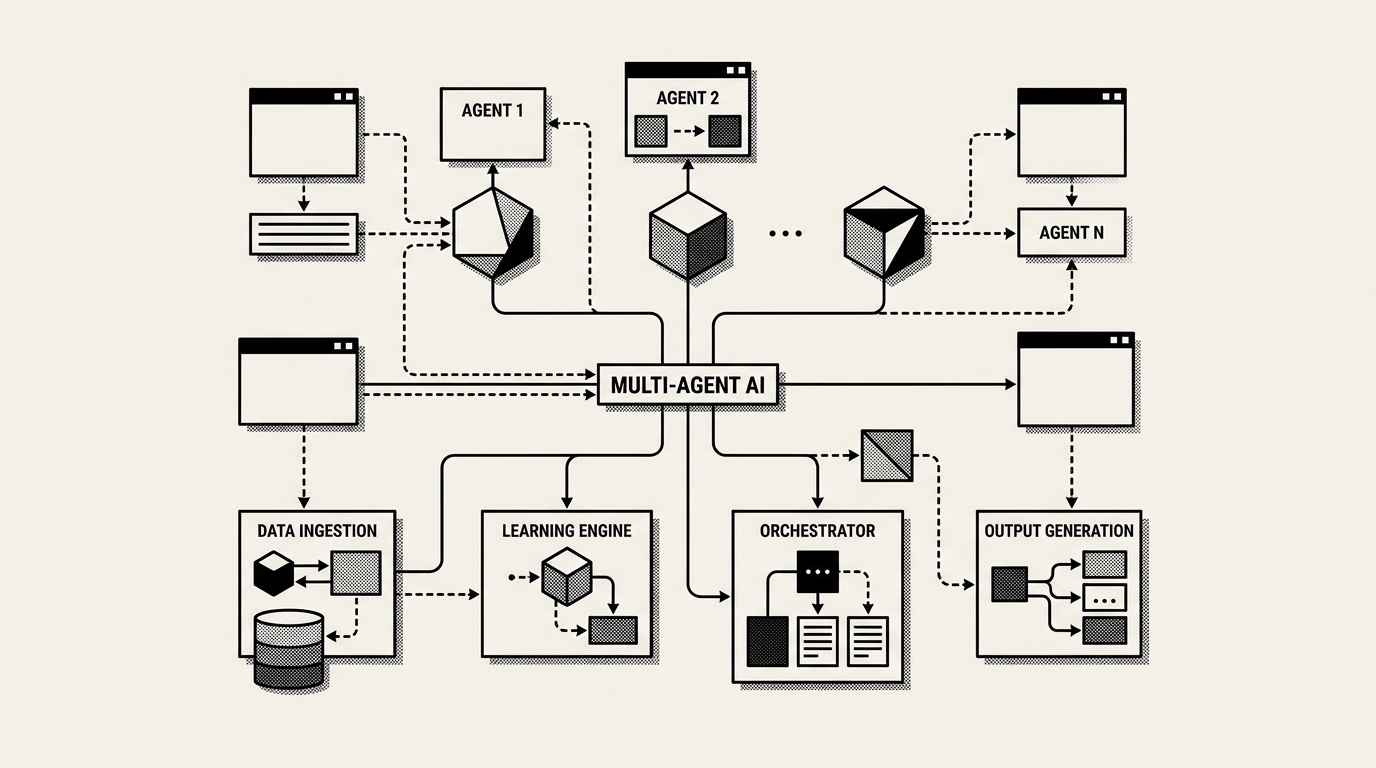 AGENT 1
AGENT 2
AGENT N
MULTI-AGENT AI
DATA INGESTION
LEARNING ENGINE
ORCHESTRATOR
OUTPUT GENERATION